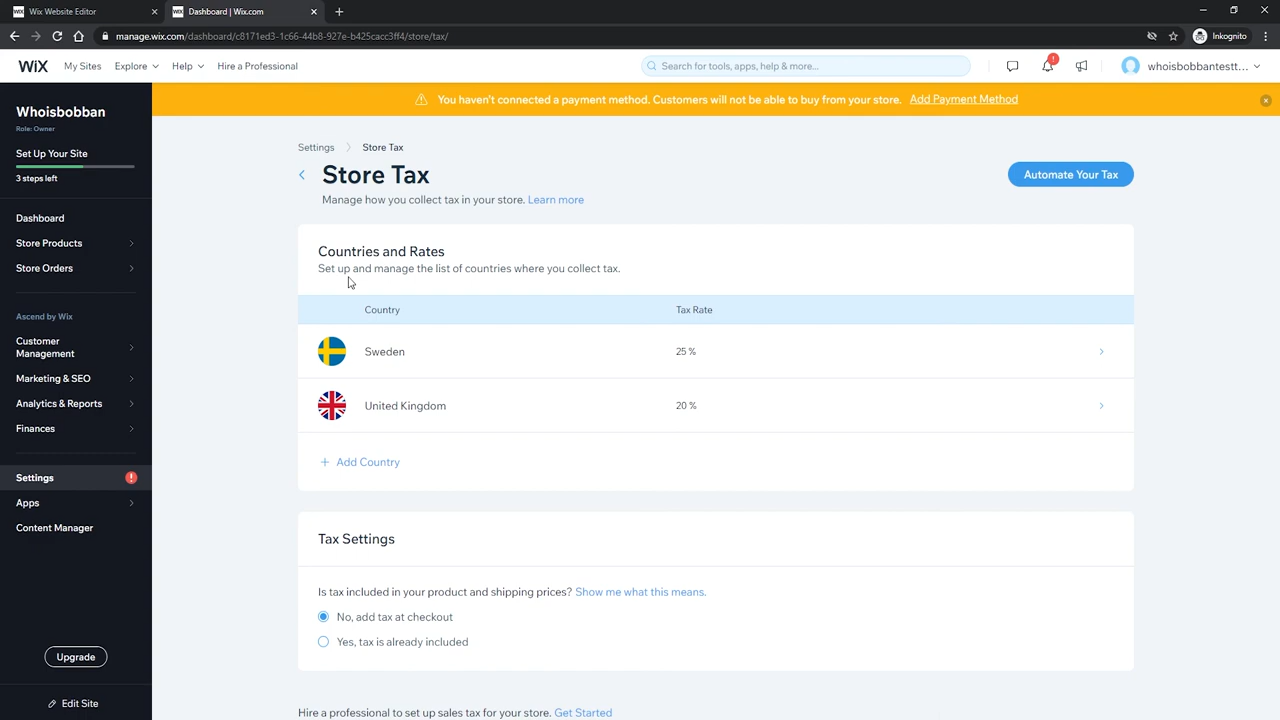 WiX Wix Website Editor
WiX Dashboard | Wix.com
manage.wix.com/dashboard/c8171ed3-1c66-44b8-927e-b425cacc3ff4/store/tax/
Inkognito
WiX My Sites Explore Help Hire a Professional Search for tools, apps, help & more... whoisbobbantestt...
You haven't connected a payment method. Customers will not be able to buy from your store. Add Payment Method
Whoisbobban
Role: Owner
Set Up Your Site
3 steps left
Dashboard
Store Products
Store Orders
Ascend by Wix
Customer
Management
Marketing & SEO
Analytics & Reports
Finances
Settings
Apps
Content Manager
Upgrade
Edit Site
Settings Store Tax
Store Tax
Automate Your Tax
Manage how you collect tax in your store. Learn more
Countries and Rates
Set up and manage the list of countries where you collect tax.
Country Tax Rate
Sweden 25 %
United Kingdom 20 %
+ Add Country
Tax Settings
Is tax included in your product and shipping prices? Show me what this means.
No, add tax at checkout
Yes, tax is already included
Hire a professional to set up sales tax for your store. Get Started